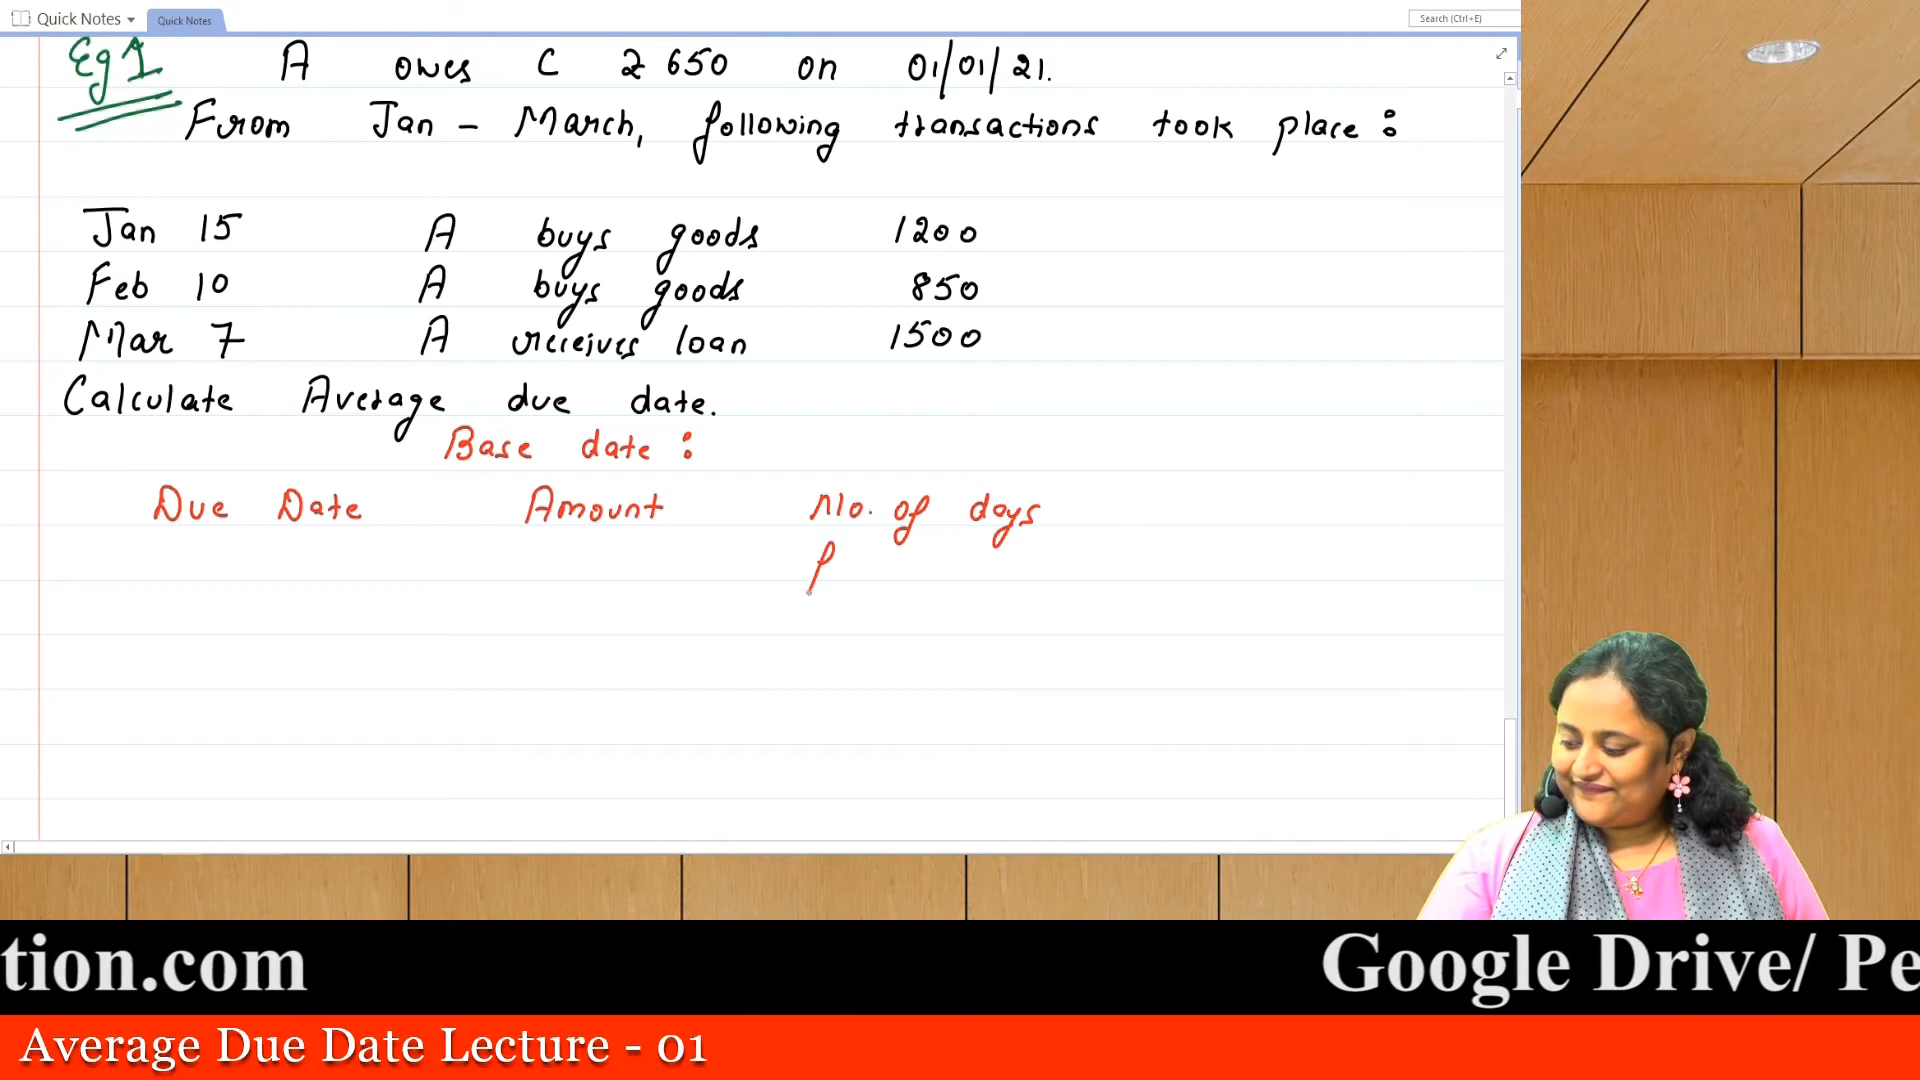 Quick Notes
Quick Notes
Search (Ctrl+E)
Eg 1 A owes C ₹ 650 on 01/01/21.
From Jan - March, following transactions took place :
Jan 15 A buys goods 1200
Feb 10 A buys goods 850
Mar 7 A receives loan 1500
Calculate Average due date.
Base date :
Due Date Amount No. of days
f
tion.com Google Drive/ Pe
Average Due Date Lecture - 01